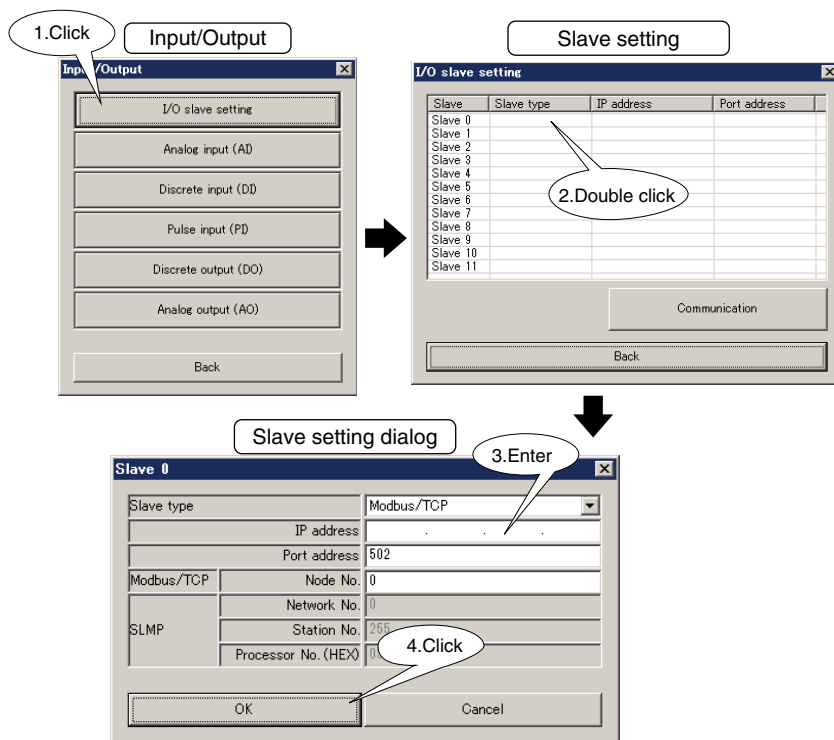 1.Click
Input/Output
Slave setting
Input/Output
I/O slave setting
Analog input (AI)
Discrete input (DI)
Pulse input (PI)
Discrete output (DO)
Analog output (AO)
Back
I/O slave setting
Slave Slave type IP address Port address
Slave 0
Slave 1
Slave 2
Slave 3
Slave 4
Slave 5
Slave 6
Slave 7
Slave 8
Slave 9
Slave 10
Slave 11
2.Double click
Communication
Back
Slave setting dialog
3.Enter
Slave 0
Slave type Modbus/TCP
IP address . . .
Port address 502
Modbus/TCP Node No. 0
Network No. 0
SLMP Station No. 255
Processor No. (HEX) 0
4.Click
OK Cancel